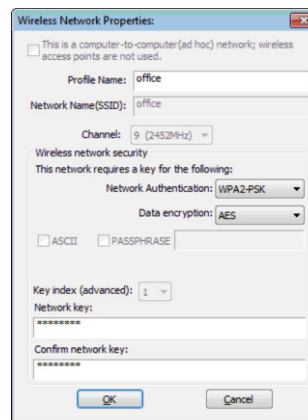 Wireless Network Properties:
This is a computer-to-computer(ad hoc) network; wireless
access points are not used.
Profile Name: office
Network Name(SSID): office
Channel: 9 (2452MHz)
Wireless network security
This network requires a key for the following:
Network Authentication: WPA2-PSK
Data encryption: AES
ASCII PASSPHRASE
Key index (advanced): 1
Network key:
********
Confirm network key:
********
OK Cancel